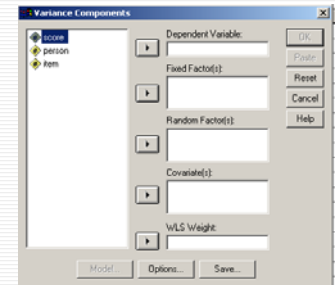 Variance Components
score
person
item
Dependent Variable:
Fixed Factor(s):
Random Factor(s):
Covariate(s):
WLS Weight:
OK
Paste
Reset
Cancel
Help
Model...
Options...
Save...